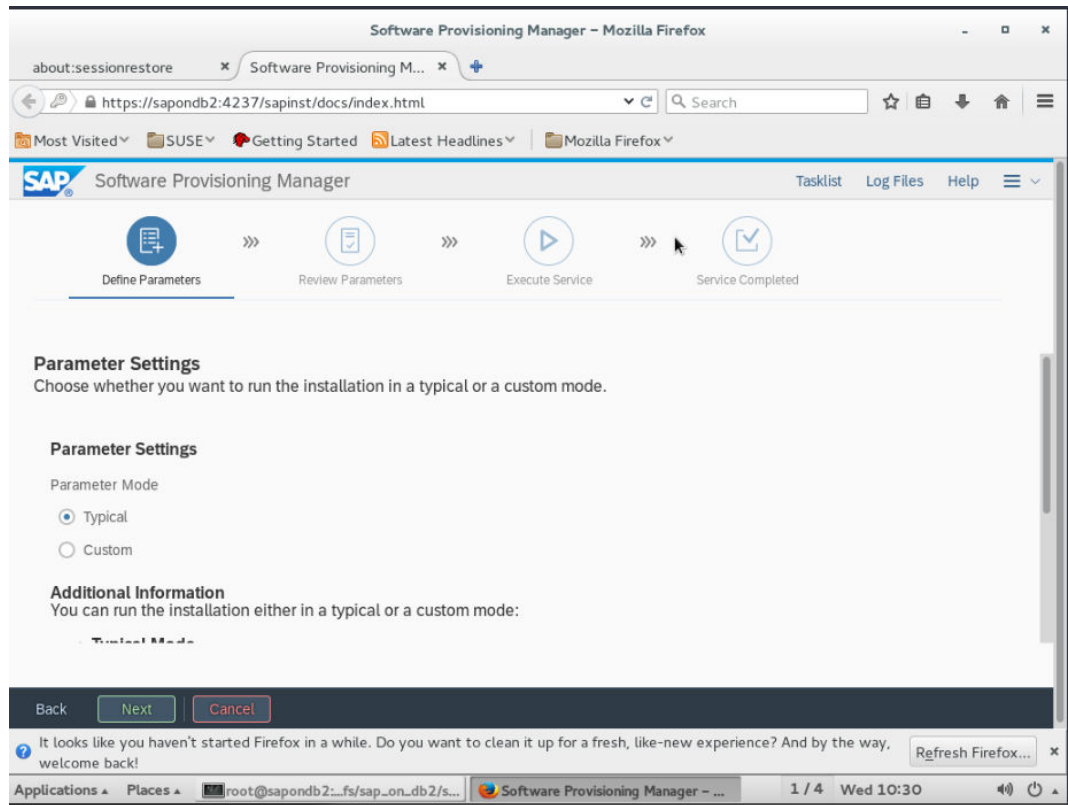 Software Provisioning Manager – Mozilla Firefox
about:sessionrestore
Software Provisioning M...
https://sapondb2:4237/sapinst/docs/index.html
Search
Most Visited
SUSE
Getting Started
Latest Headlines
Mozilla Firefox
SAP
Software Provisioning Manager
Tasklist
Log Files
Help
Define Parameters
Review Parameters
Execute Service
Service Completed
Parameter Settings
Choose whether you want to run the installation in a typical or a custom mode.
Parameter Settings
Parameter Mode
Typical
Custom
Additional Information
You can run the installation either in a typical or a custom mode:
Typical Mode
Back
Next
Cancel
It looks like you haven't started Firefox in a while. Do you want to clean it up for a fresh, like-new experience? And by the way,
welcome back!
Refresh Firefox...
Applications
Places
root@sapondb2:_fs/sap_on_db2/s...
Software Provisioning Manager – ...
1 / 4
Wed 10:30